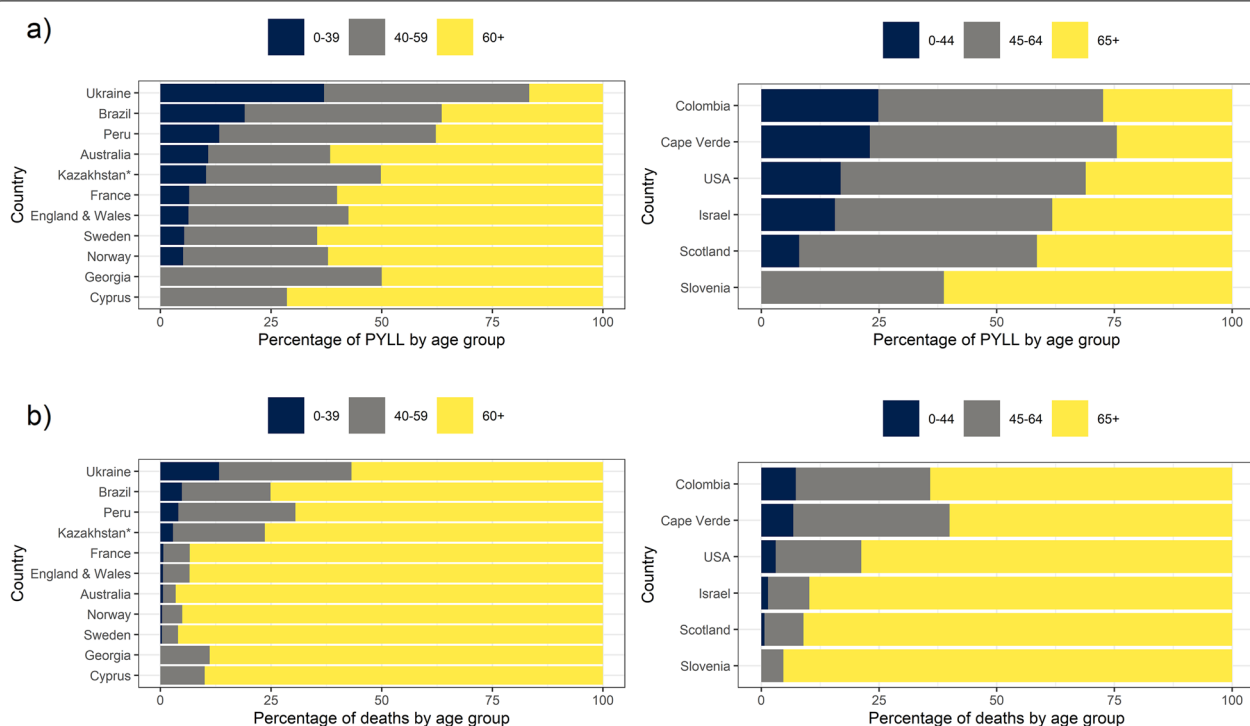 a)
0-39 40-59 60+
Country
Ukraine
Brazil
Peru
Australia
Kazakhstan*
France
England & Wales
Sweden
Norway
Georgia
Cyprus
0 25 50 75 100
Percentage of PYLL by age group
0-44 45-64 65+
Country
Colombia
Cape Verde
USA
Israel
Scotland
Slovenia
0 25 50 75 100
Percentage of PYLL by age group
b)
0-39 40-59 60+
Country
Ukraine
Brazil
Peru
Kazakhstan*
France
England & Wales
Australia
Norway
Sweden
Georgia
Cyprus
0 25 50 75 100
Percentage of deaths by age group
0-44 45-64 65+
Country
Colombia
Cape Verde
USA
Israel
Scotland
Slovenia
0 25 50 75 100
Percentage of deaths by age group